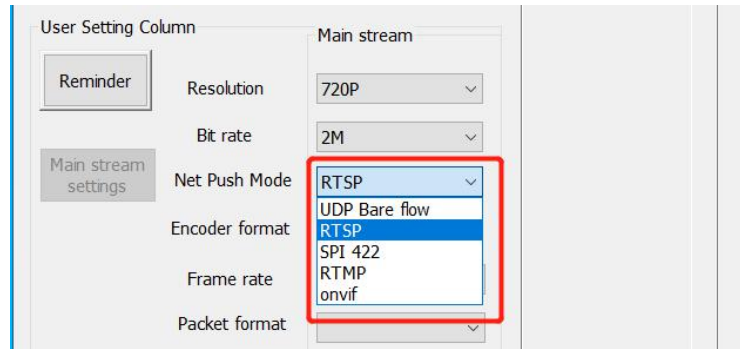 User Setting Column
Main stream
Reminder
Resolution
720P
Bit rate
2M
Main stream
settings
Net Push Mode
RTSP
UDP Bare flow
RTSP
SPI 422
RTMP
onvif
Encoder format
Frame rate
Packet format